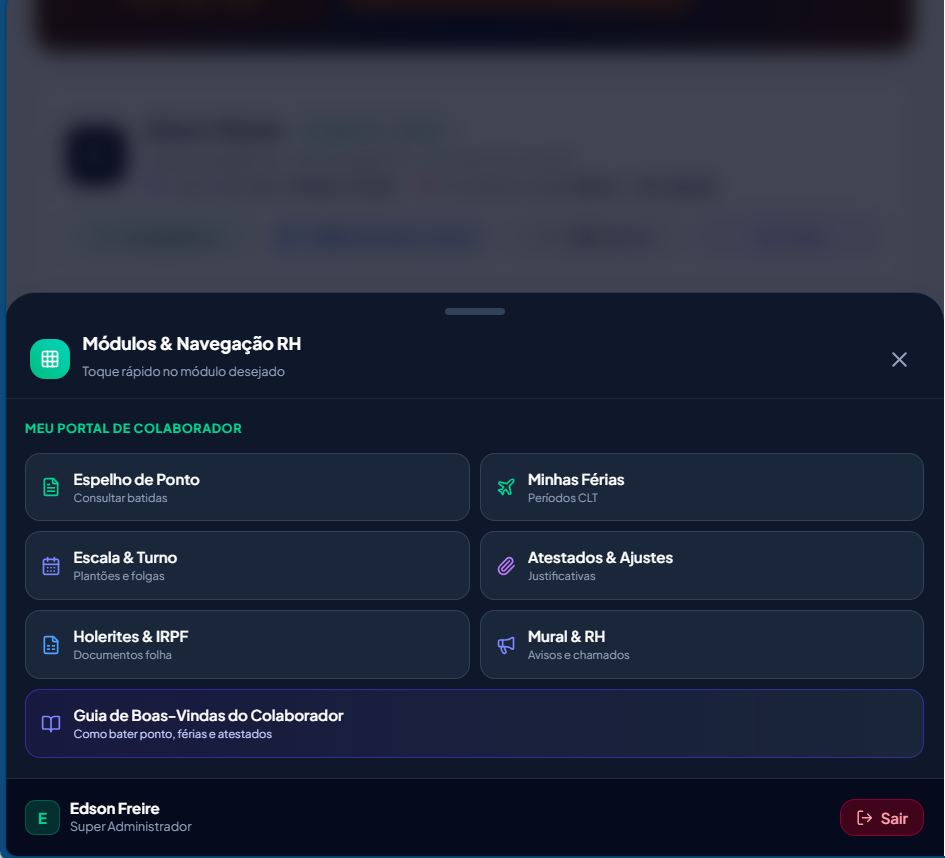 Módulos & Navegação RH
Toque rápido no módulo desejado
MEU PORTAL DE COLABORADOR
Espelho de Ponto
Consultar batidas
Minhas Férias
Períodos CLT
Escala & Turno
Plantões e folgas
Atestados & Ajustes
Justificativas
Holerites & IRPF
Documentos folha
Mural & RH
Avisos e chamados
Guia de Boas-Vindas do Colaborador
Como bater ponto, férias e atestados
E
Edson Freire
Super Administrador
Sair